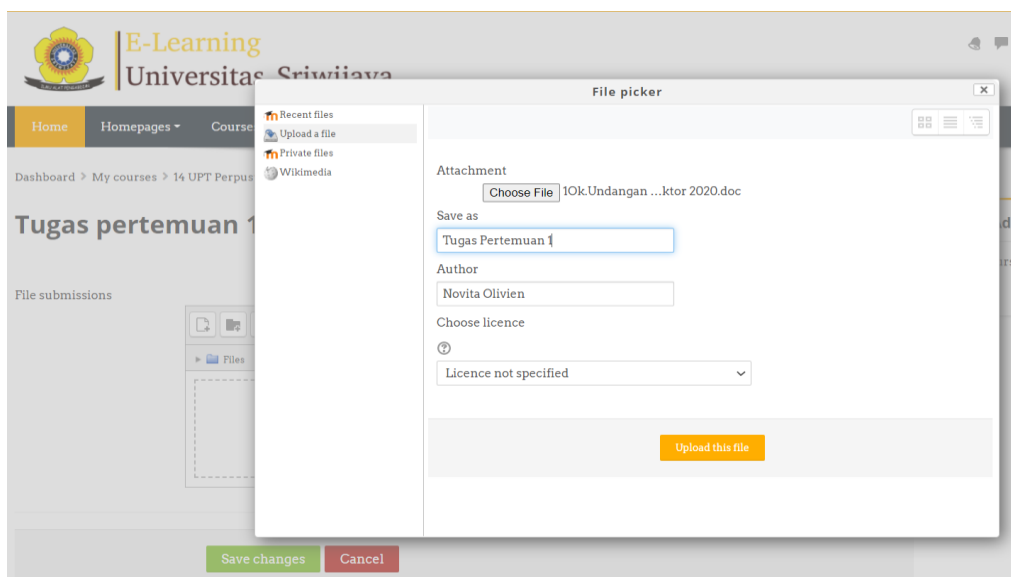 E-Learning
Universitas Sriwijaya
File picker
Home
Homepages
Course
Recent files
Upload a file
Private files
Wikimedia
Dashboard > My courses > 14 UPT Perpus
Tugas pertemuan 1
File submissions
Files
Attachment
Choose File 1Ok.Undangan …ktor 2020.doc
Save as
Tugas Pertemuan 1
Author
Novita Olivien
Choose licence
Licence not specified
Upload this file
Save changes
Cancel